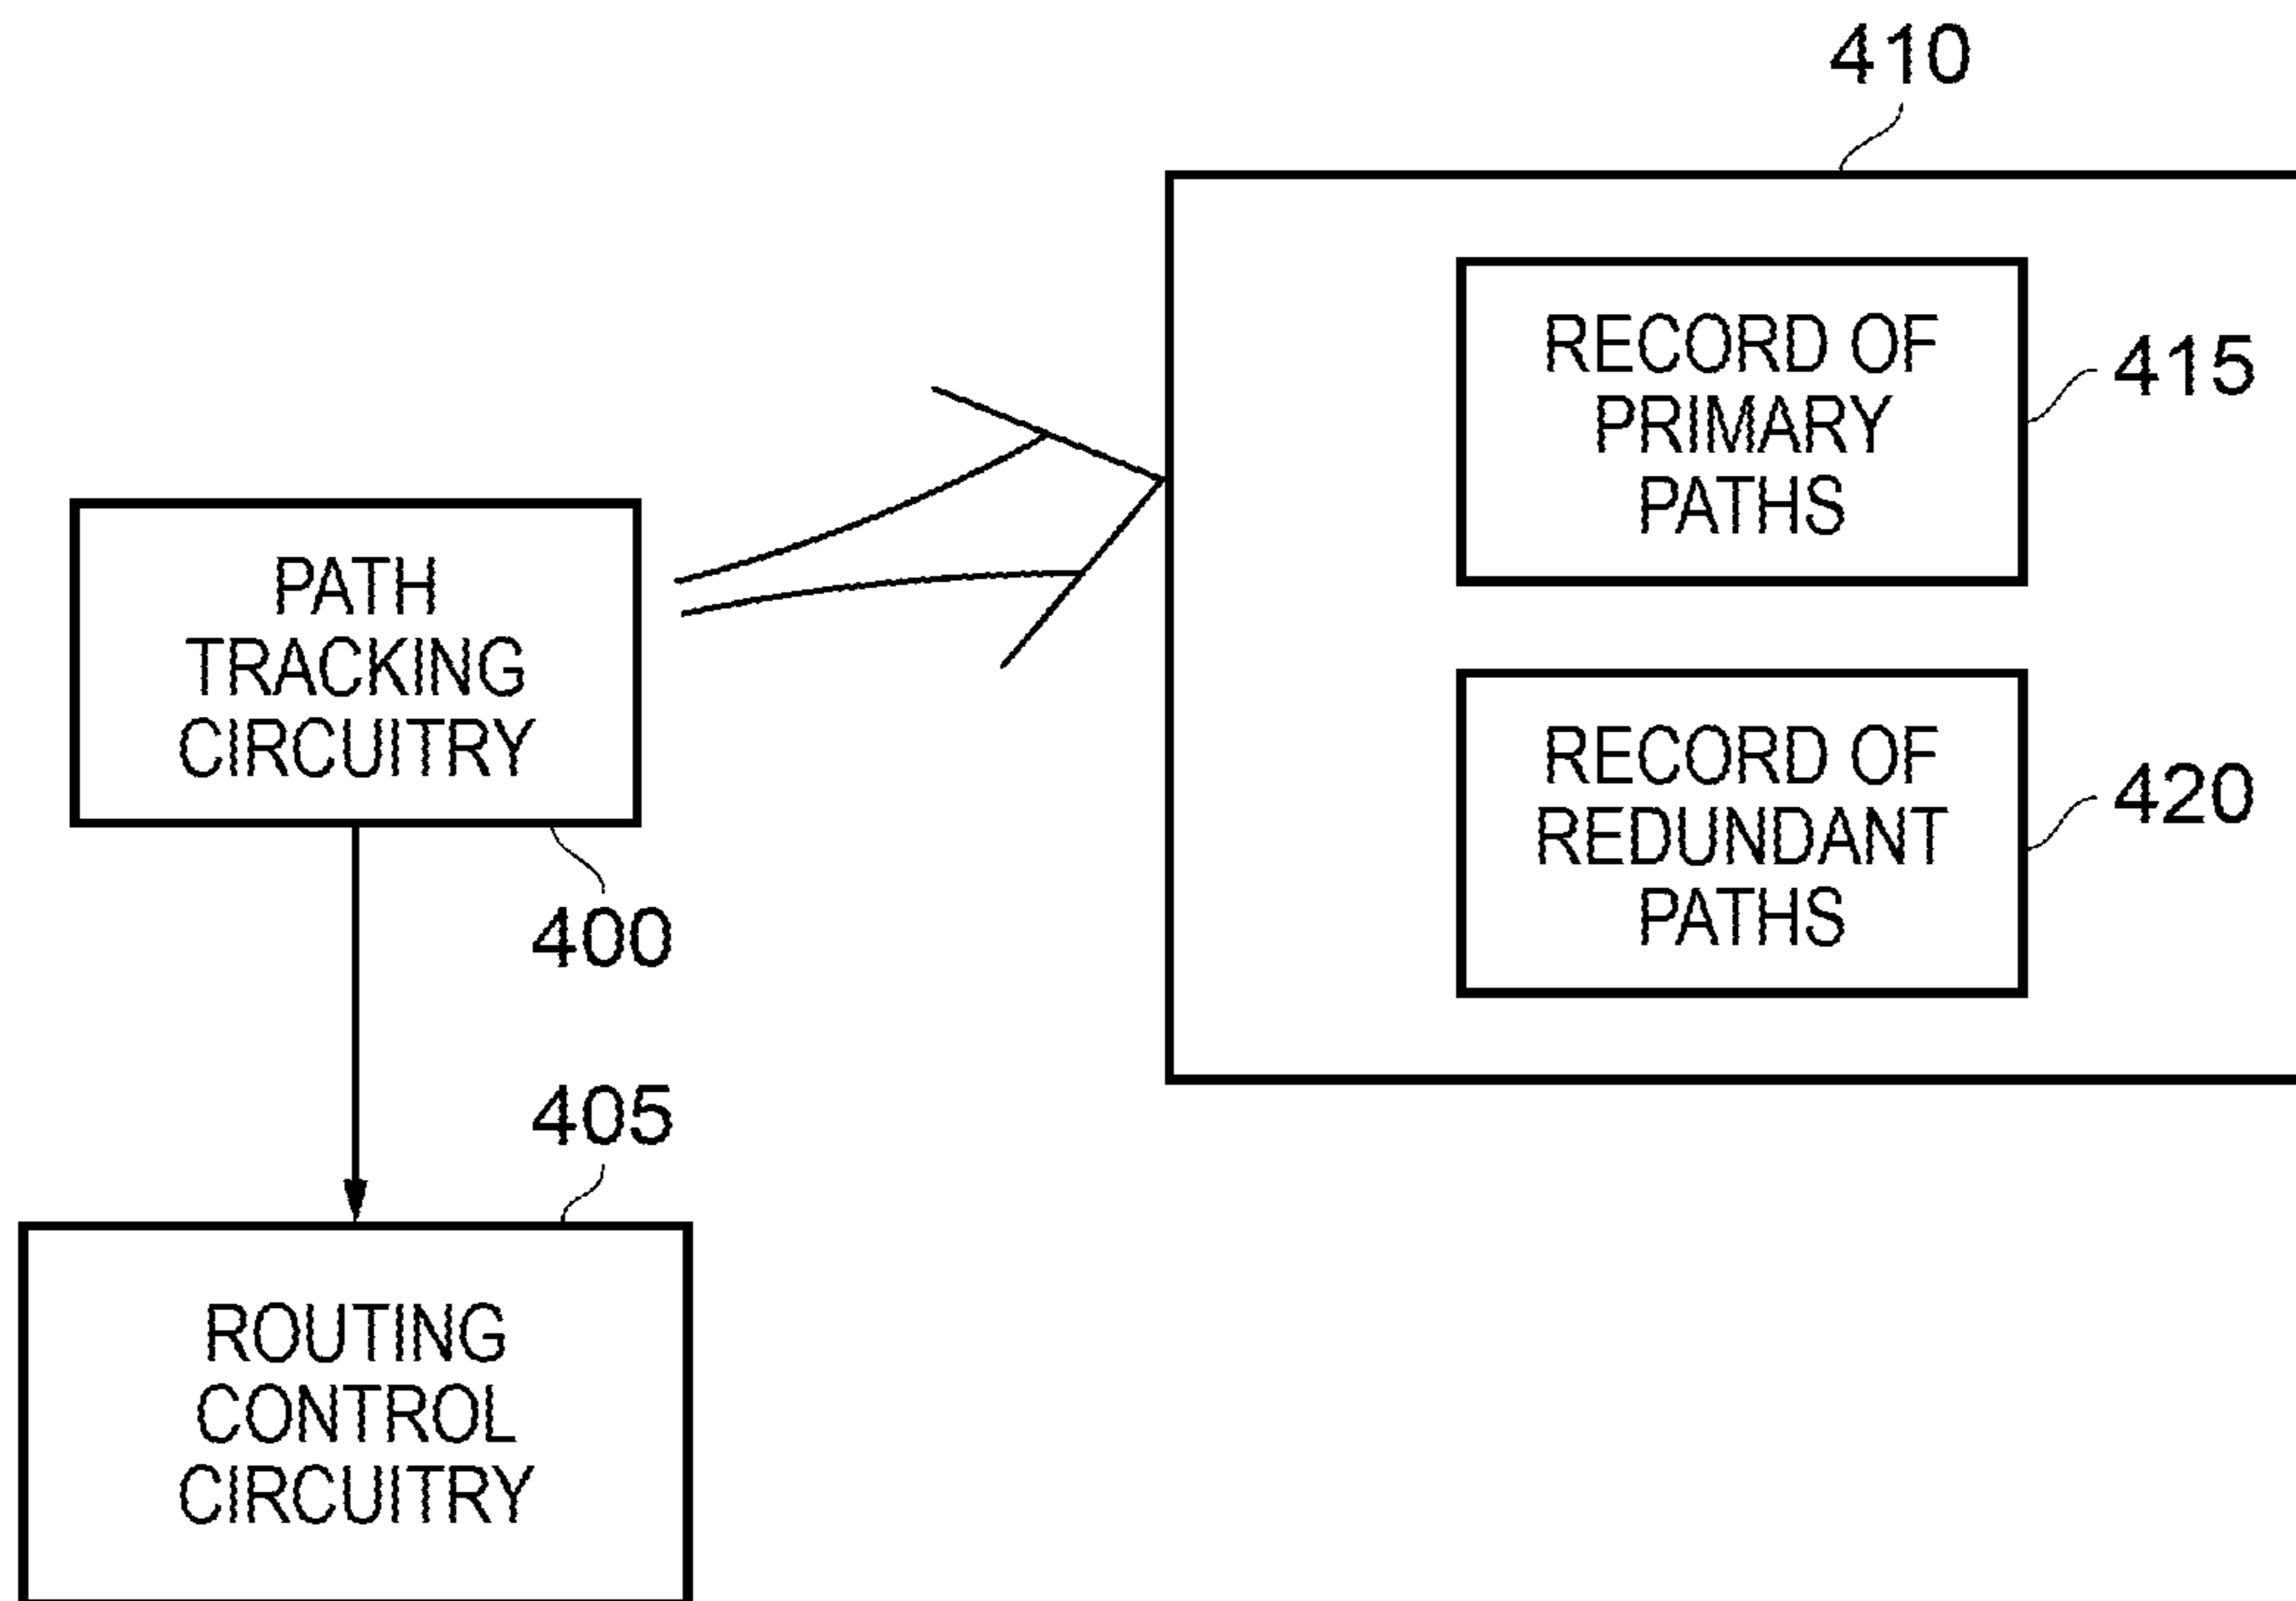 410
RECORD OF
PRIMARY
PATHS
415
PATH
TRACKING
CIRCUITRY
400
RECORD OF
REDUNDANT
PATHS
420
405
ROUTING
CONTROL
CIRCUITRY